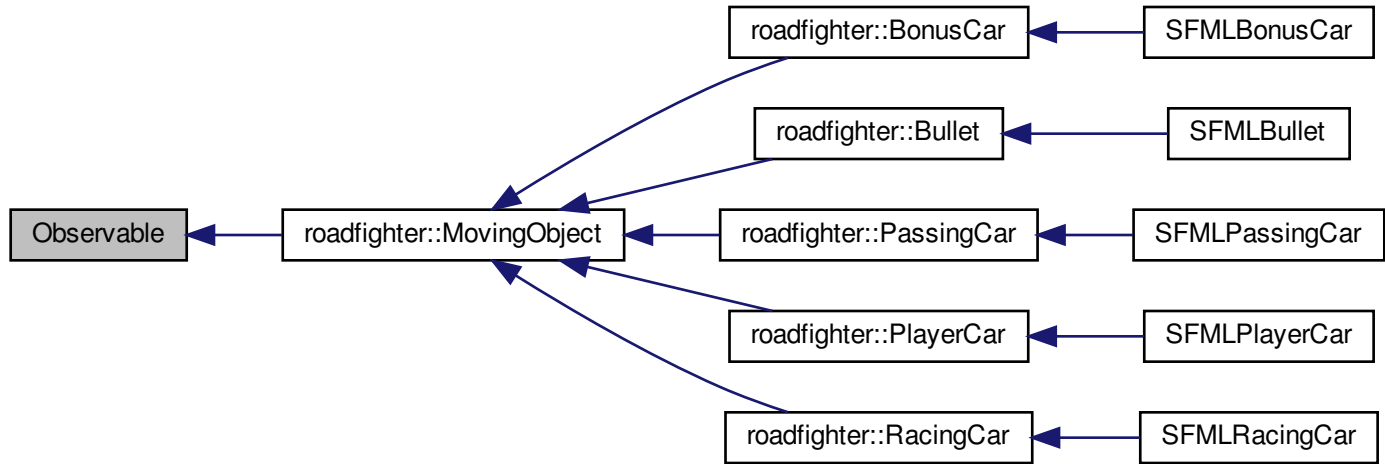 roadfighter::BonusCar
SFMLBonusCar
roadfighter::Bullet
SFMLBullet
Observable
roadfighter::MovingObject
roadfighter::PassingCar
SFMLPassingCar
roadfighter::PlayerCar
SFMLPlayerCar
roadfighter::RacingCar
SFMLRacingCar